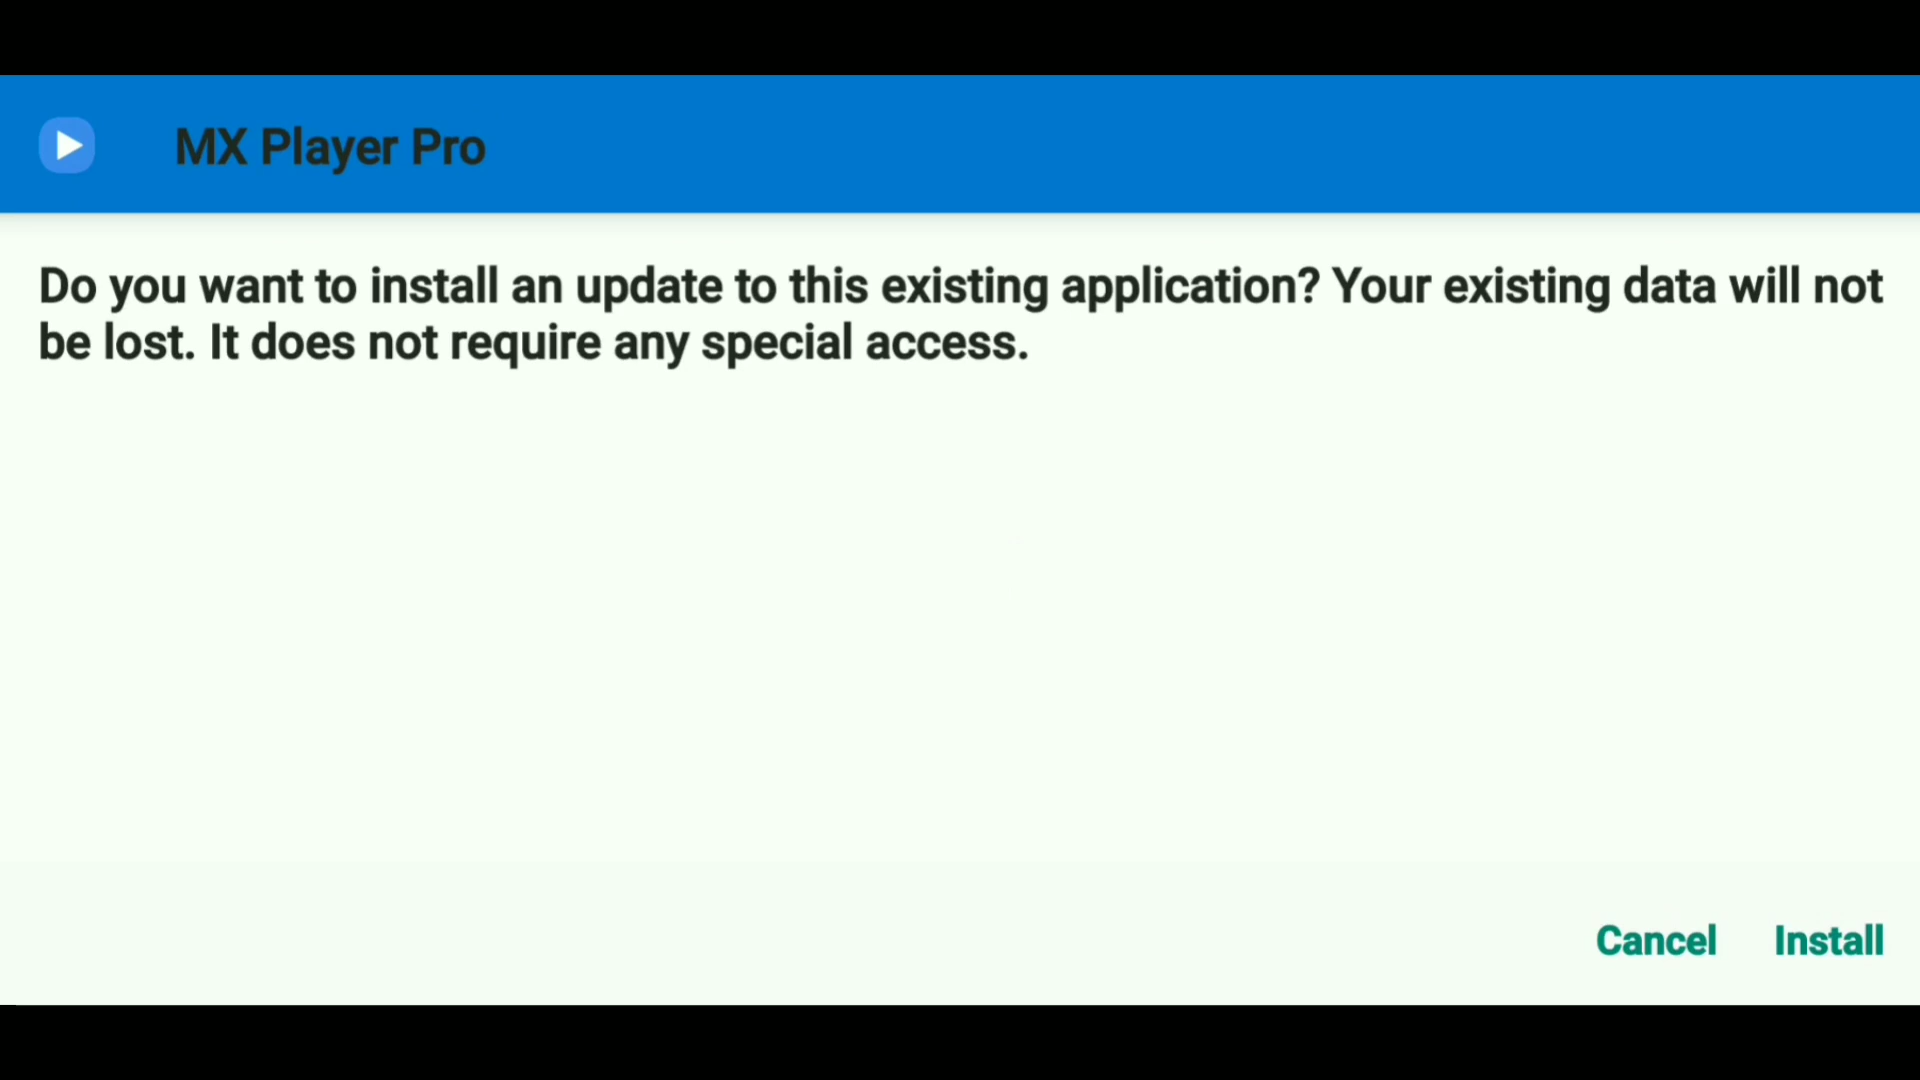 MX Player Pro
Do you want to install an update to this existing application? Your existing data will not
be lost. It does not require any special access.
Cancel Install